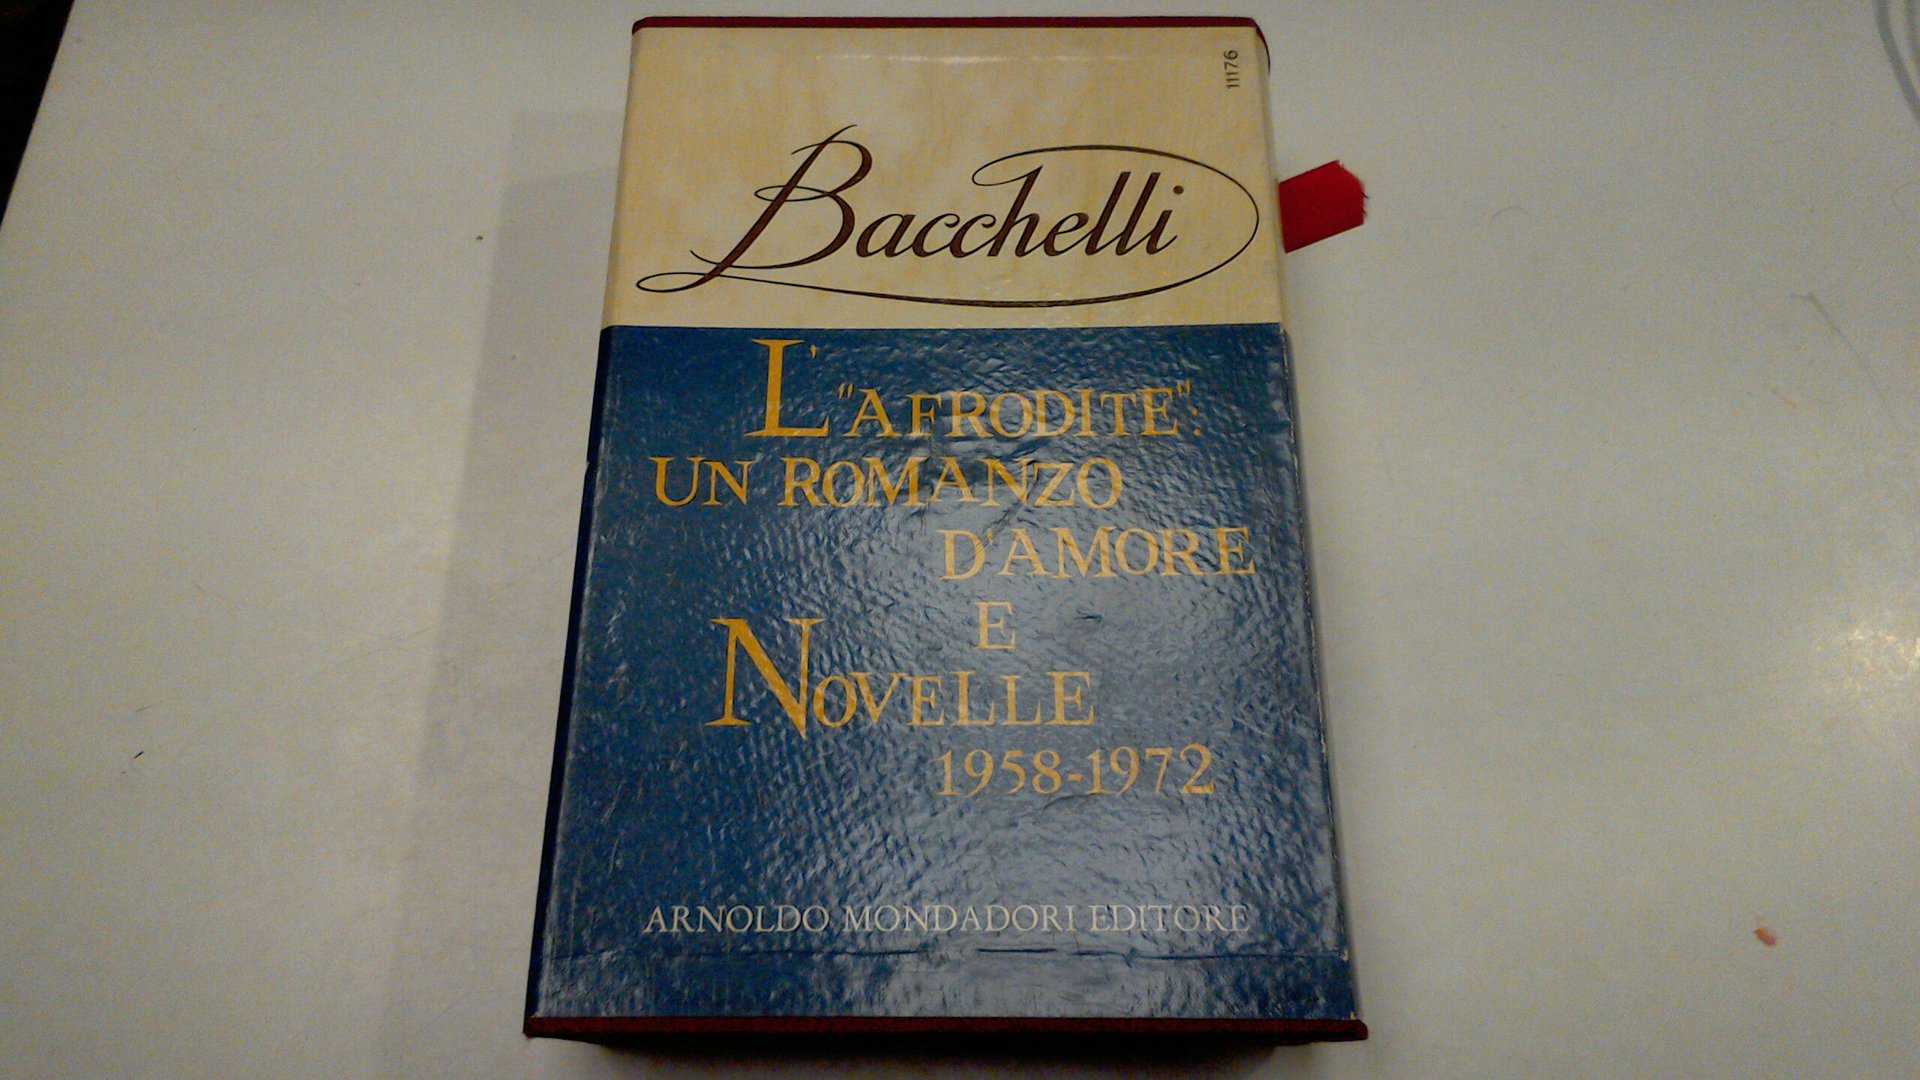 11176
Bacchelli
L'"AFRODITE":
UN ROMANZO
D'AMORE
E
NOVELLE
1958-1972
ARNOLDO MONDADORI EDITORE